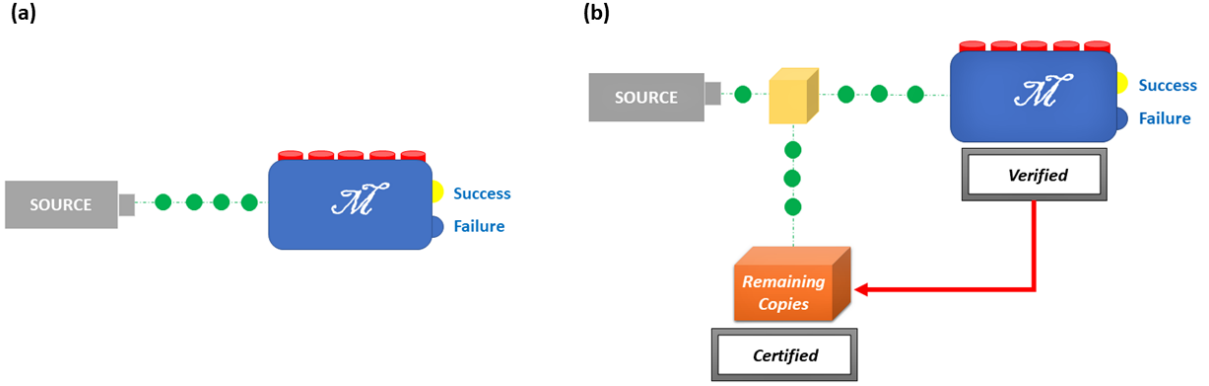 (a)
SOURCE
ℳ
Success
Failure
(b)
SOURCE
ℳ
Success
Failure
Verified
Remaining
Copies
Certified